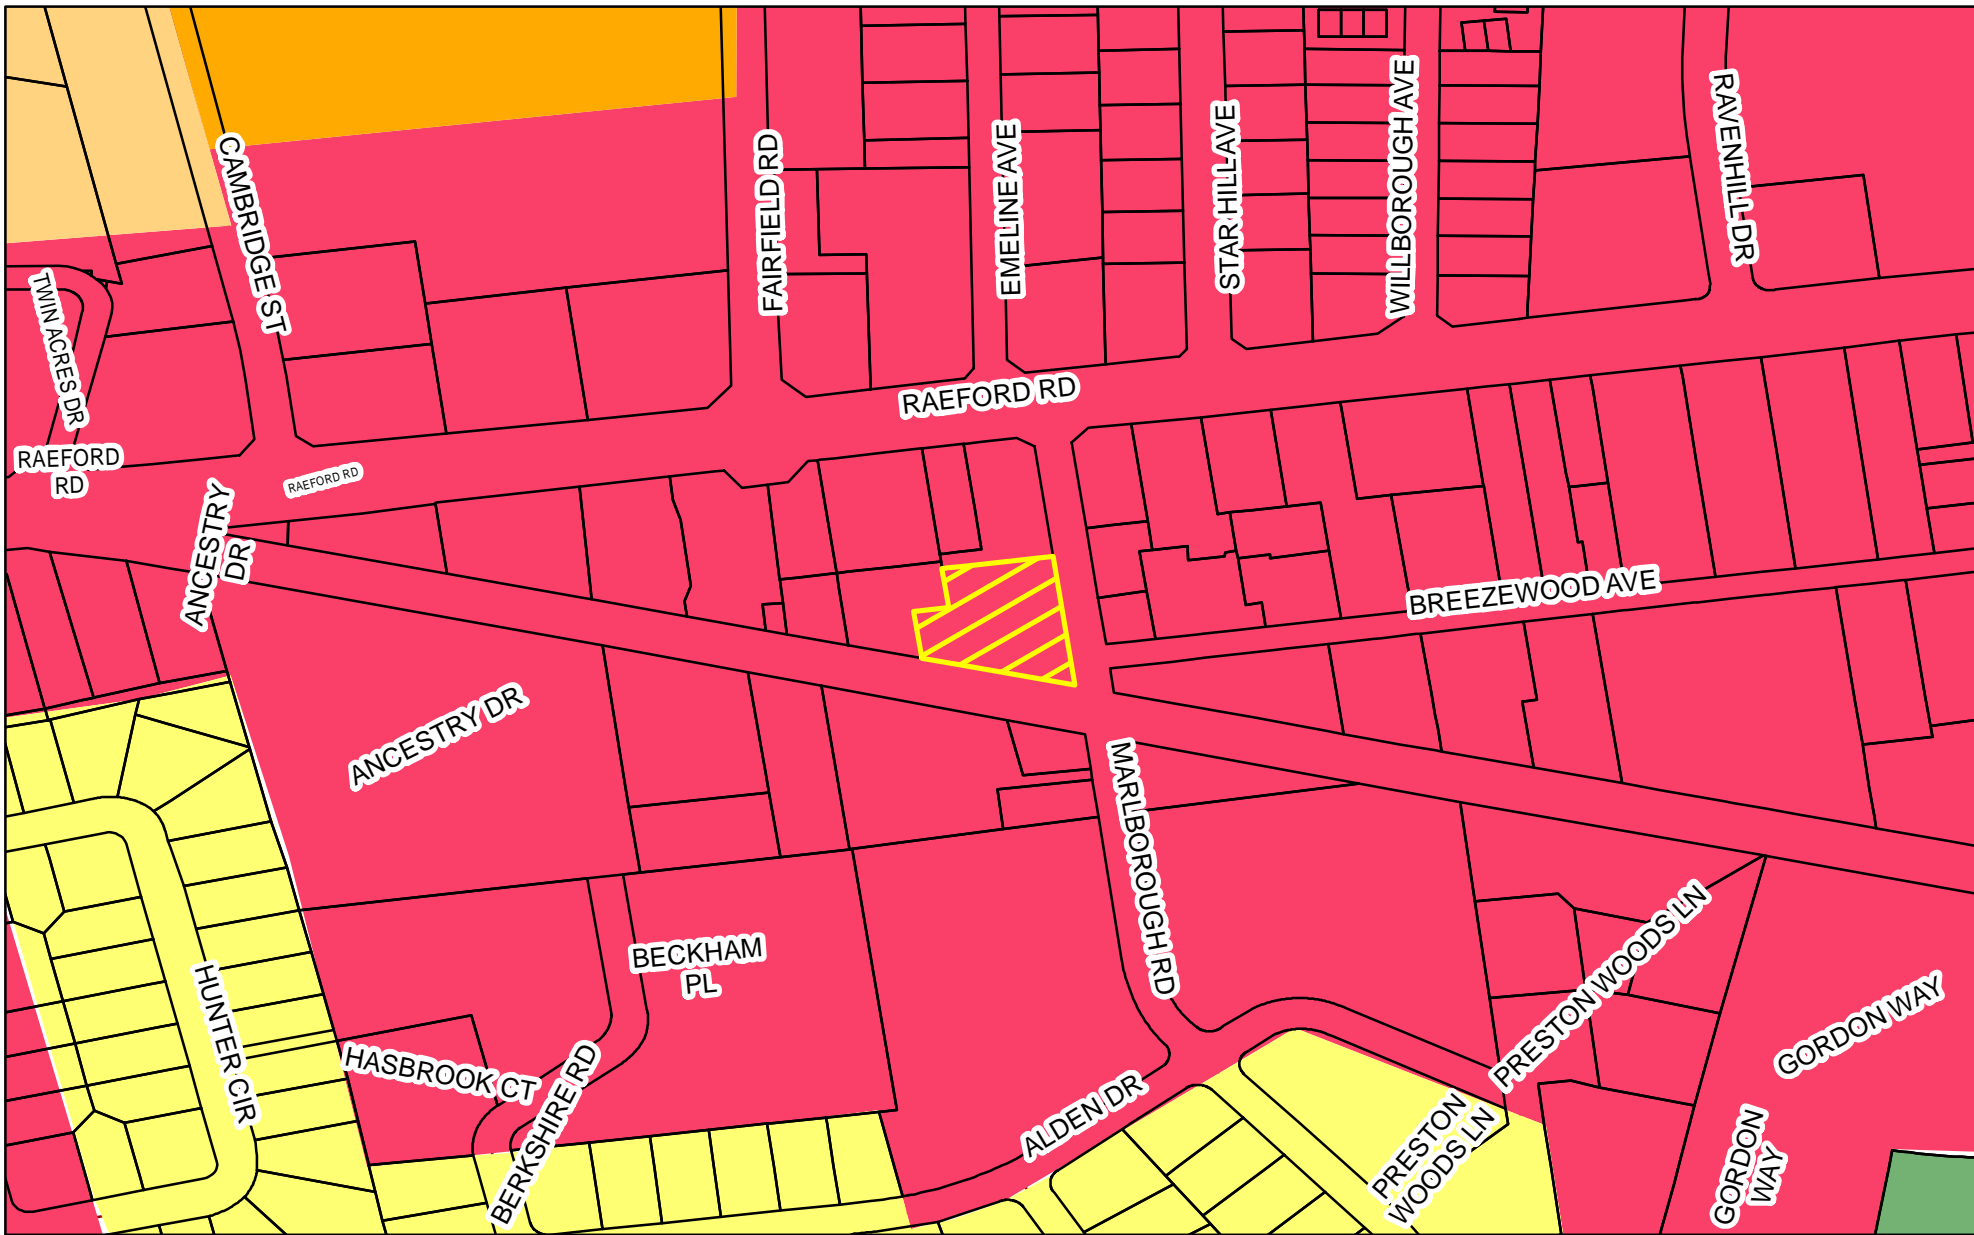 CAMBRIDGE ST
FAIRFIELD RD
EMELINE AVE
STARHILL AVE
WILLBOROUGH AVE
RAVENHILL DR
TWIN ACRES DR
RAEFORD RD
RAEFORD
RD
RAEFORD RD
ANCESTRY
DR
BREEZEWOOD AVE
ANCESTRY DR
MARLBOROUGH RD
BECKHAM
PL
PRESTON WOODS LN
GORDON WAY
HUNTER CIR
HASBROOK CT
BERKSHIRE RD
ALDEN DR
PRESTON
WOODS LN
GORDON
WAY